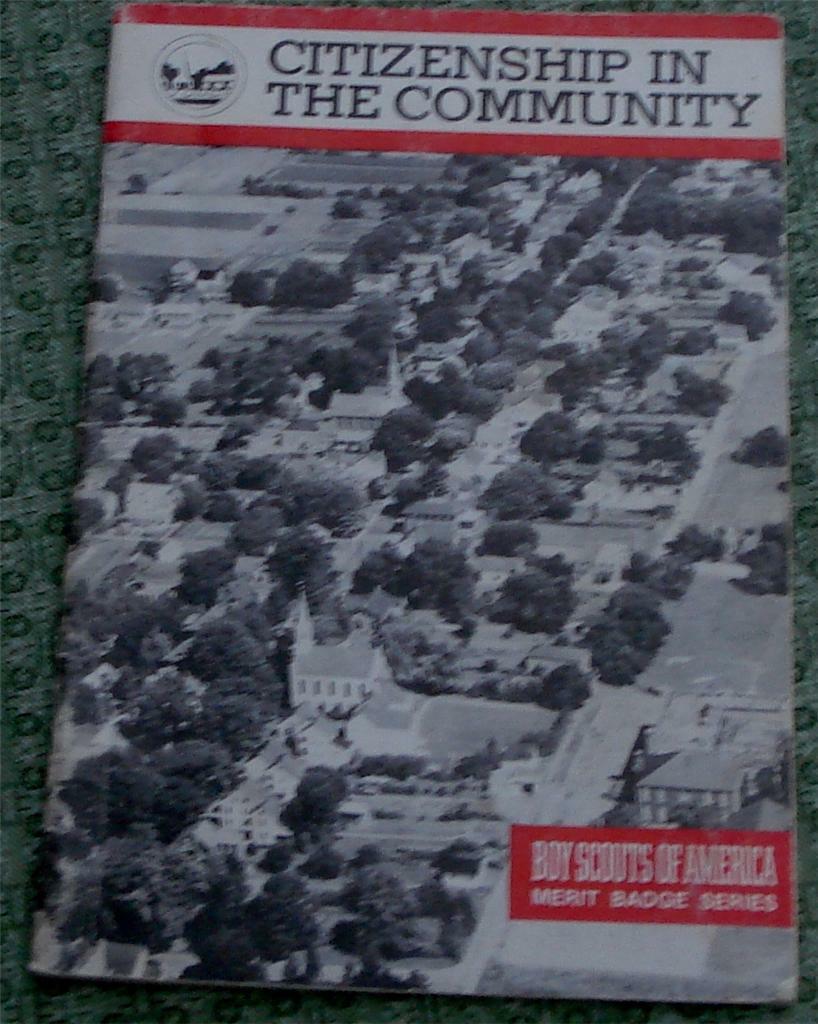 CITIZENSHIP IN
THE COMMUNITY
BOY SCOUTS OF AMERICA
MERIT BADGE SERIES